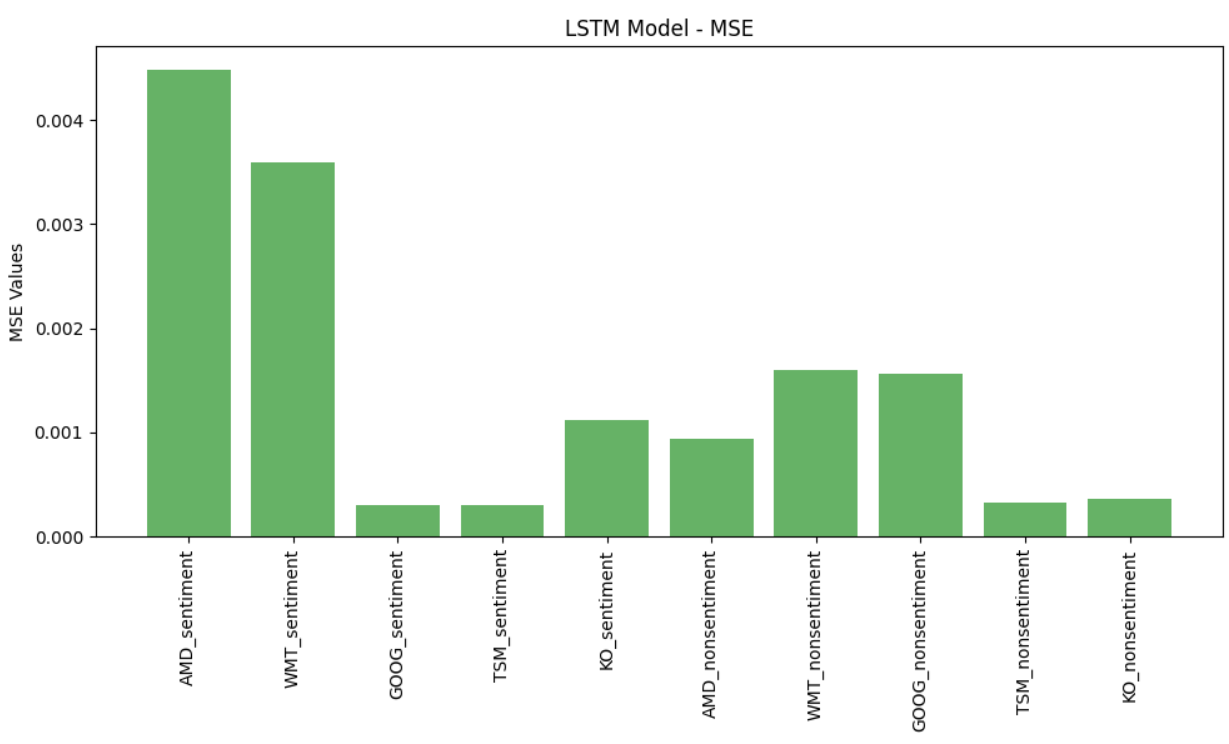 LSTM Model - MSE
MSE Values
0.004
0.003
0.002
0.001
0.000
AMD_sentiment
WMT_sentiment
GOOG_sentiment
TSM_sentiment
KO_sentiment
AMD_nonsentiment
WMT_nonsentiment
GOOG_nonsentiment
TSM_nonsentiment
KO_nonsentiment